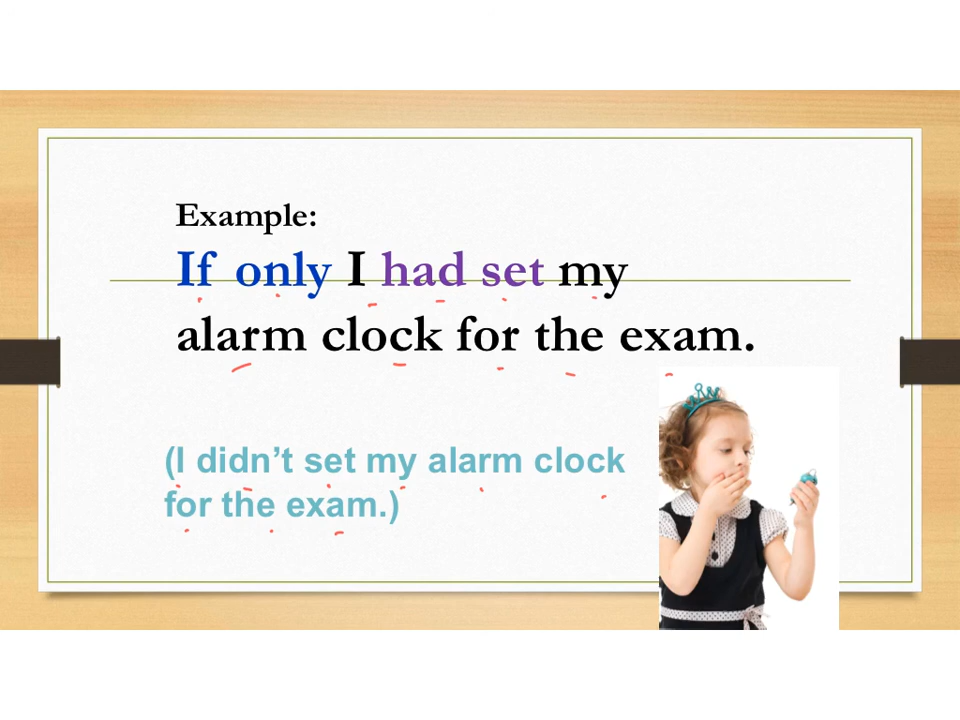 Example:
If only I had set my
alarm clock for the exam.
(I didn’t set my alarm clock
for the exam.)